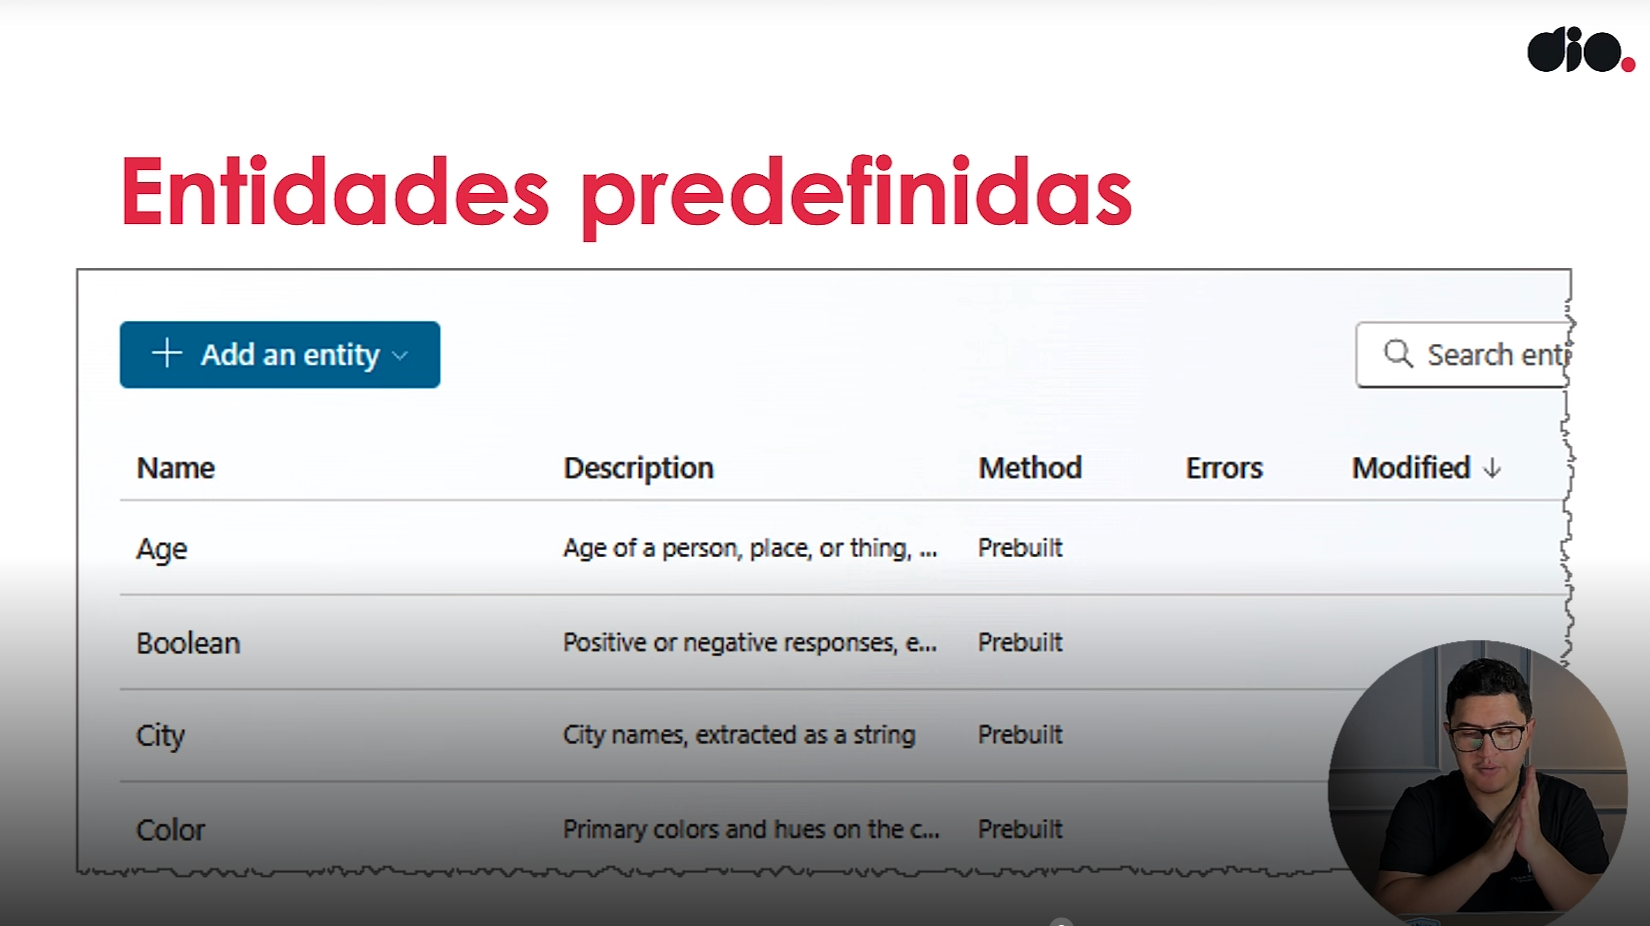 dio.
Entidades predefinidas
Add an entity
Search enti
Name Description Method Errors Modified
Age Age of a person, place, or thing, ... Prebuilt
Boolean Positive or negative responses, e... Prebuilt
City City names, extracted as a string Prebuilt
Color Primary colors and hues on the c... Prebuilt